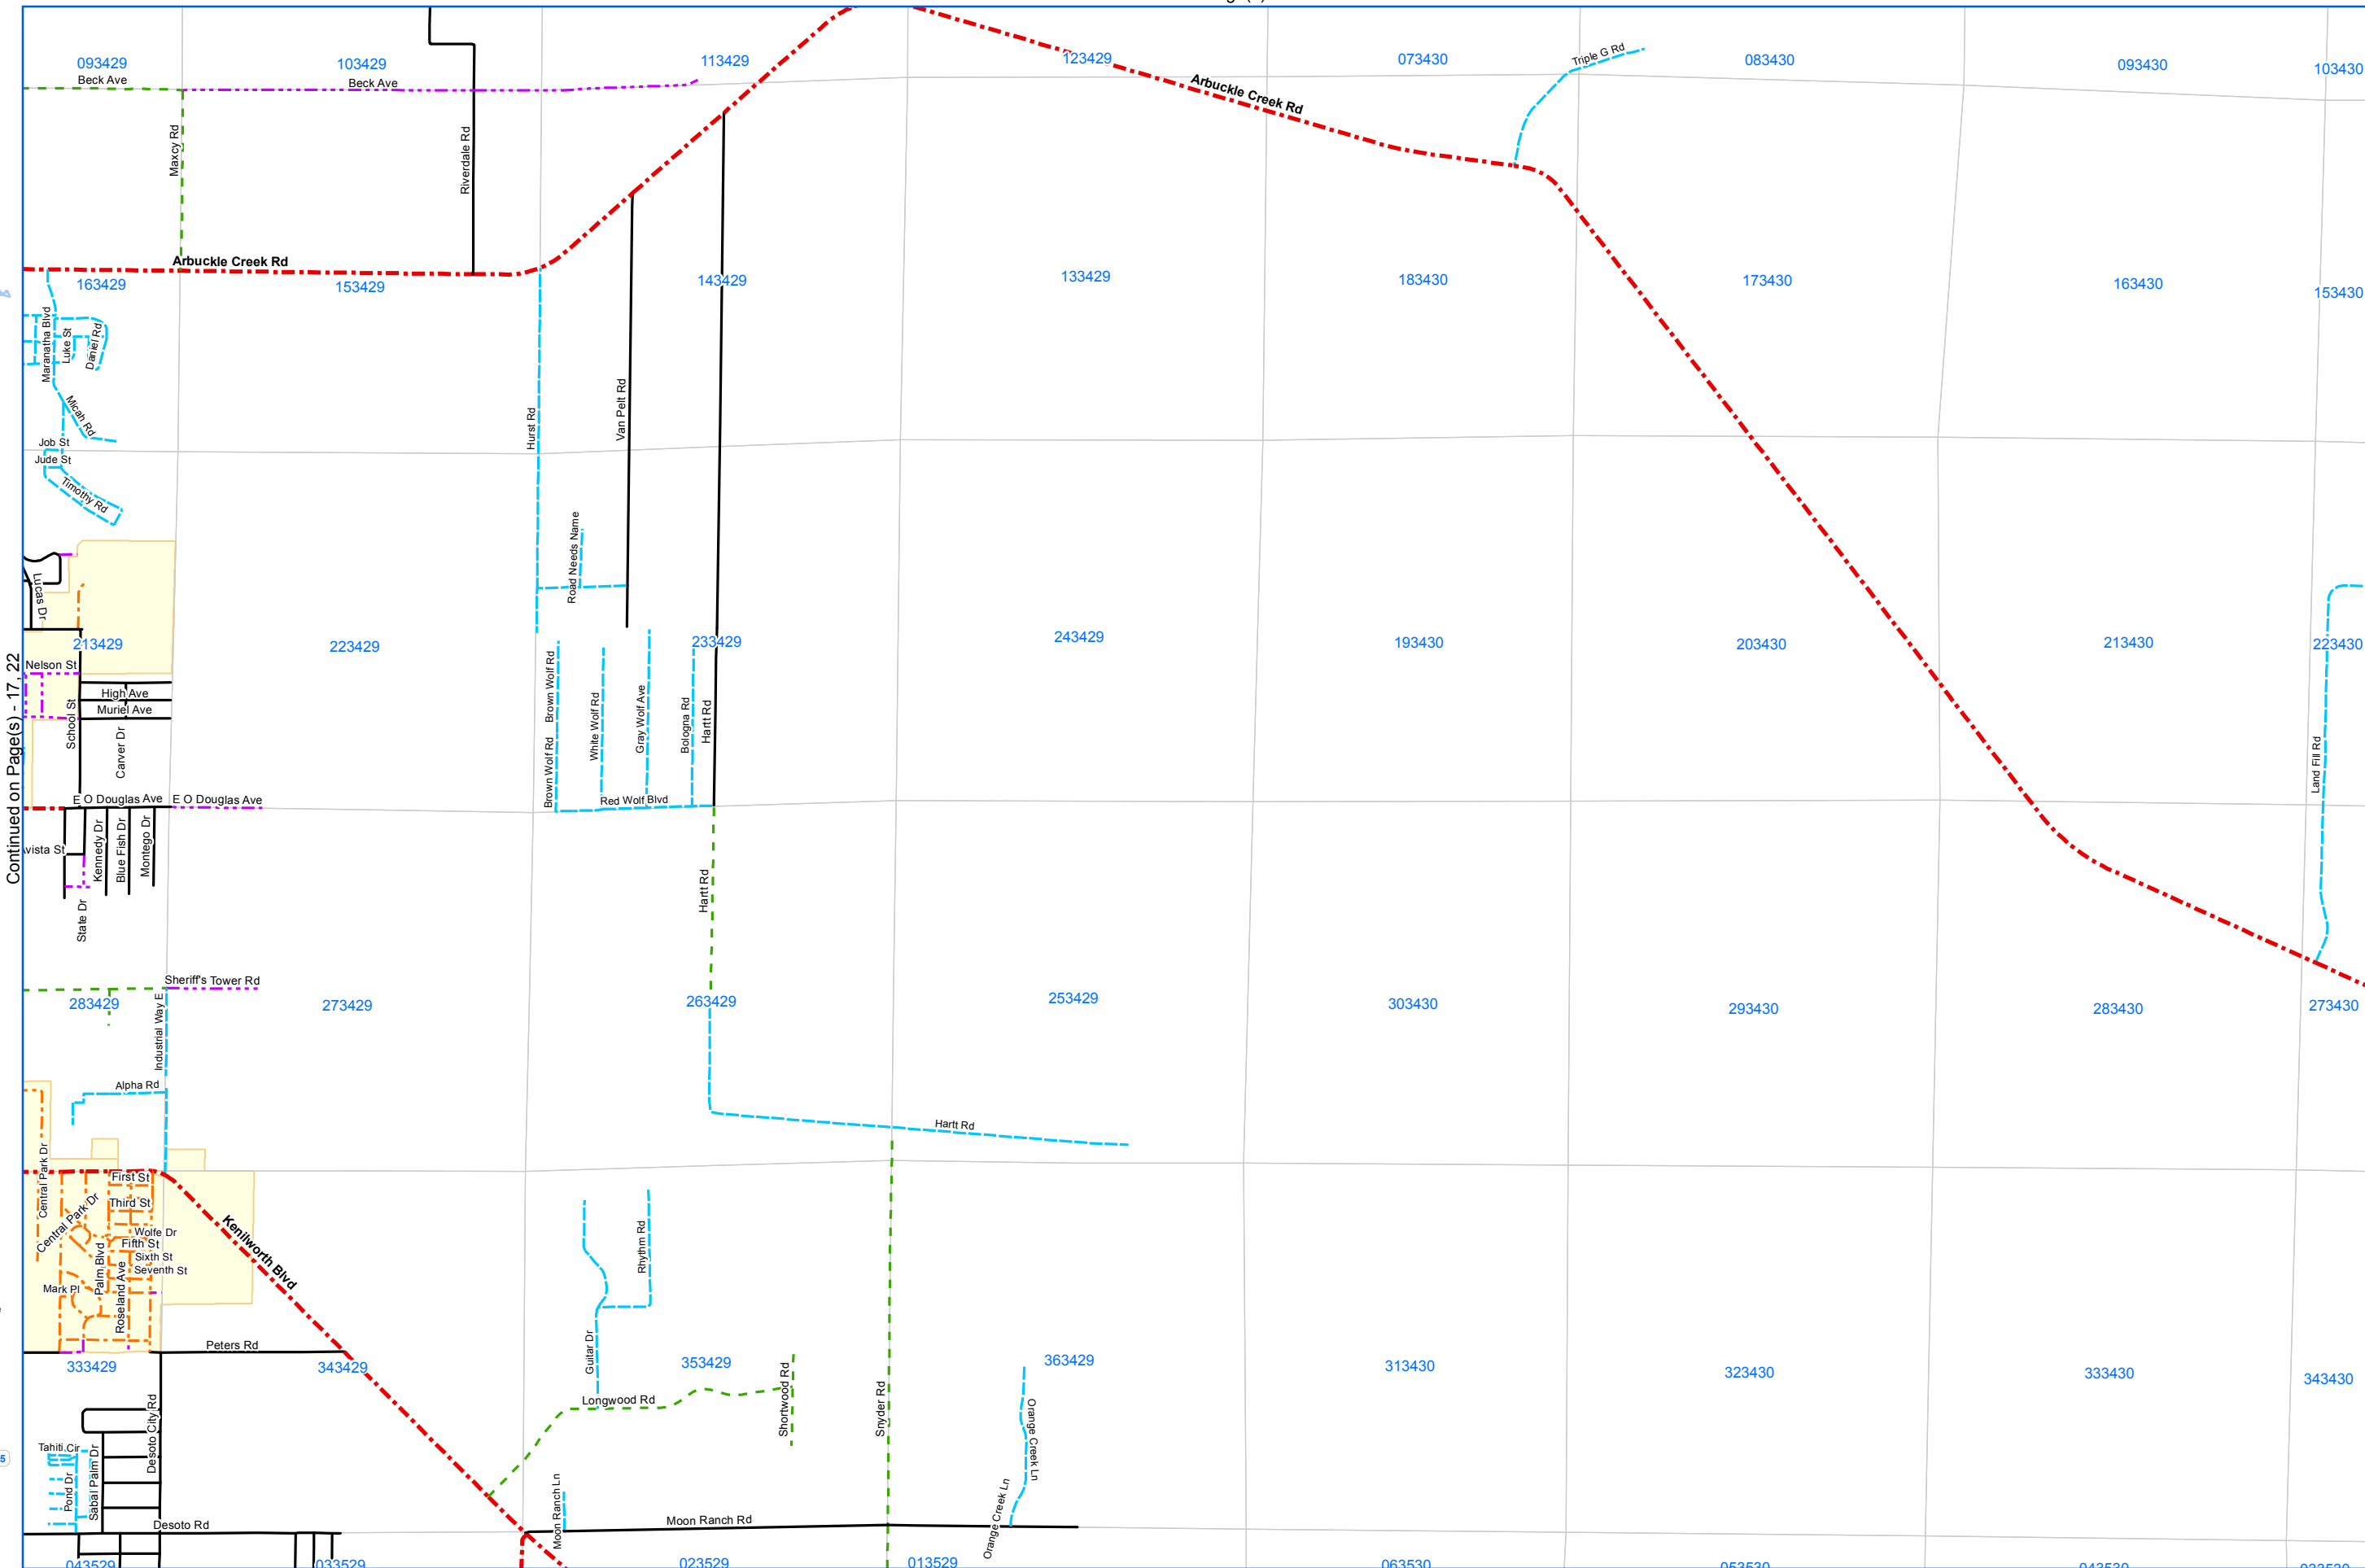 093429
103429
113429
123429
073430
083430
093430
103430
Triple G Rd
Beck Ave
Beck Ave
Arbuckle Creek Rd
Maxcy Rd
Riverdale Rd
Arbuckle Creek Rd
163429
153429
143429
133429
183430
173430
163430
153430
Maranatha Blvd
Luke St
Daniel Rd
Micah Rd
Hurst Rd
Van Pelt Rd
Job St
Jude St
Timothy Rd
Road Needs Name
Lucas Dr
213429
223429
233429
243429
193430
203430
213430
223430
Continued on Page(s) - 17, 22
Nelson St
High Ave
Muriel Ave
School St
Carver Dr
Brown Wolf Rd
Brown Wolf Rd
White Wolf Rd
Gray Wolf Ave
Bologna Rd
Hartt Rd
Land Fill Rd
E O Douglas Ave
E O Douglas Ave
Red Wolf Blvd
vista St
Kennedy Dr
Blue Fish Dr
Montego Dr
State Dr
Hartt Rd
Sheriff's Tower Rd
283429
273429
263429
253429
303430
293430
283430
273430
Industrial Way E
Alpha Rd
Hartt Rd
Central Park Dr
First St
Third St
Central Park Dr
Wolfe Dr
Fifth St
Sixth St
Seventh St
Palm Blvd
Roseland Ave
Mark Pl
Kenilworth Blvd
Rhythm Rd
Guitar Dr
Peters Rd
333429
343429
353429
363429
313430
323430
333430
343430
Longwood Rd
Shortwood Rd
Snyder Rd
Orange Creek Ln
Orange Creek Ln
Desoto City Rd
Tahiti Cir
Pond Dr
Sabal Palm Dr
Moon Ranch Ln
Desoto Rd
Moon Ranch Rd
043529
033529
023529
013529
063530
053530
043530
033530
5